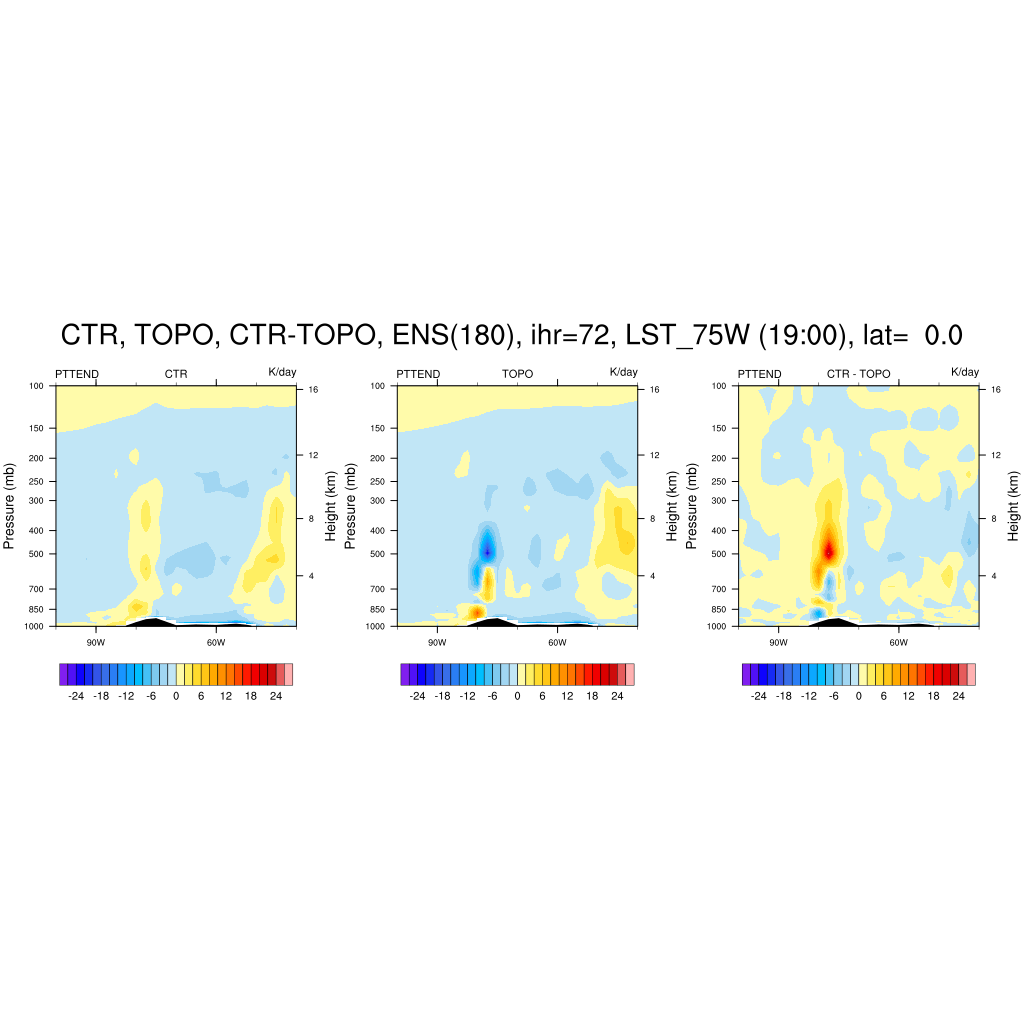 CTR, TOPO, CTR-TOPO, ENS(180), ihr=72, LST_75W (19:00), lat=  0.0
PTTEND CTR K/day
100
150
200
250
300
400
500
700
850
1000
Pressure (mb)
16
12
8
4
Height (km)
90W 60W
-24 -18 -12 -6 0 6 12 18 24
PTTEND TOPO K/day
100
150
200
250
300
400
500
700
850
1000
Pressure (mb)
16
12
8
4
Height (km)
90W 60W
-24 -18 -12 -6 0 6 12 18 24
PTTEND CTR - TOPO K/day
100
150
200
250
300
400
500
700
850
1000
Pressure (mb)
16
12
8
4
Height (km)
90W 60W
-24 -18 -12 -6 0 6 12 18 24